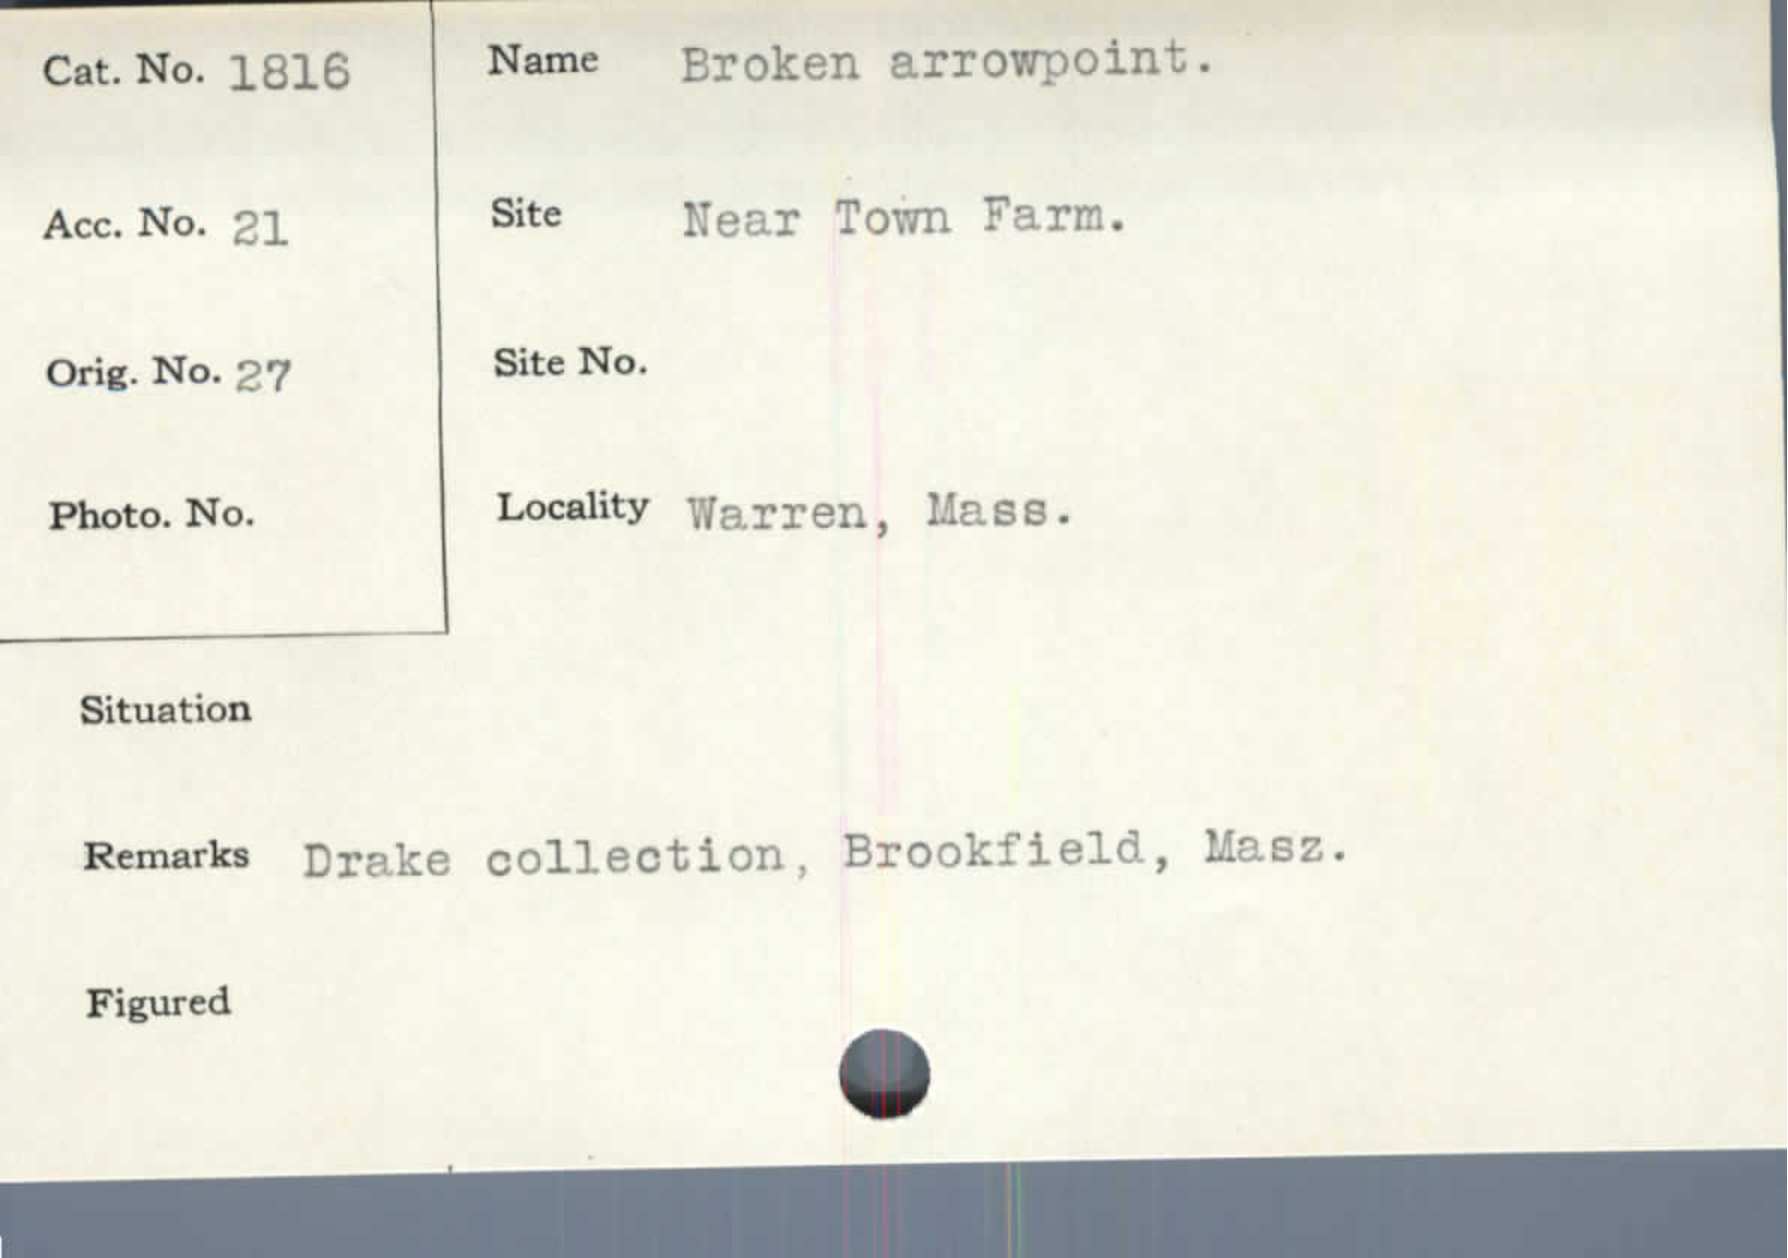 Cat. No. 1816
Name Broken arrowpoint.
Acc. No. 21
Site Near Town Farm.
Orig. No. 27
Site No.
Photo. No.
Locality Warren, Mass.
Situation
Remarks Drake collection, Brookfield, Masz.
Figured